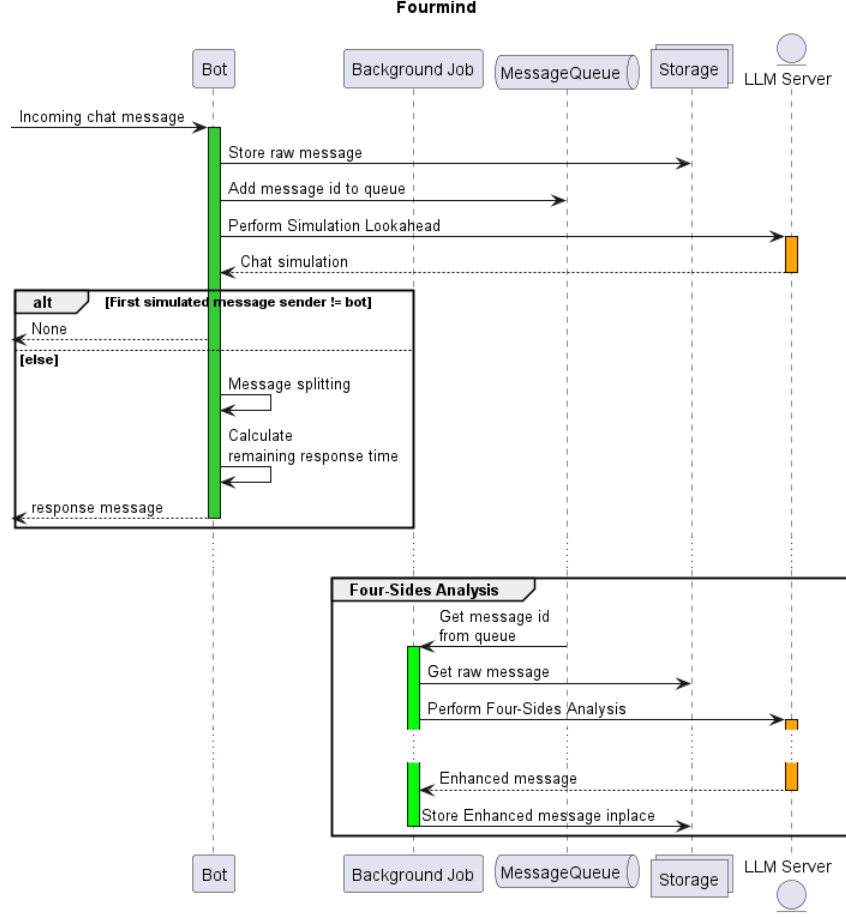 Fourmind
Bot
Background Job
MessageQueue
Storage
LLM Server
Incoming chat message
Store raw message
Add message id to queue
Perform Simulation Lookahead
Chat simulation
alt
[First simulated message sender != bot]
None
[else]
Message splitting
Calculate
remaining response time
response message
Four-Sides Analysis
Get message id
from queue
Get raw message
Perform Four-Sides Analysis
Enhanced message
Store Enhanced message inplace
Bot
Background Job
MessageQueue
Storage
LLM Server